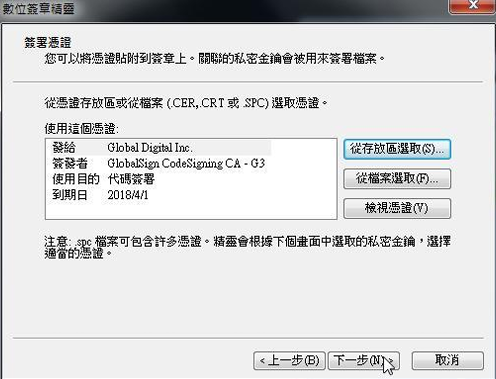 數位簽章精靈
簽署憑證
您可以將憑證貼附到簽章上。關聯的私密金鑰會被用來簽署檔案。
從憑證存放區或從檔案 (.CER, CRT 或 .SPC) 選取憑證。
使用這個憑證:
發給 Global Digital Inc.
簽發者 GlobalSign CodeSigning CA - G3
使用目的 代碼簽署
到期日 2018/4/1
從存放區選取(S)...
從檔案選取(F)...
檢視憑證(V)
注意: .spc 檔案可包含許多憑證。精靈會根據下個畫面中選取的私密金鑰，選擇
適當的憑證。
<上一步(B)
下一步(N)>
取消